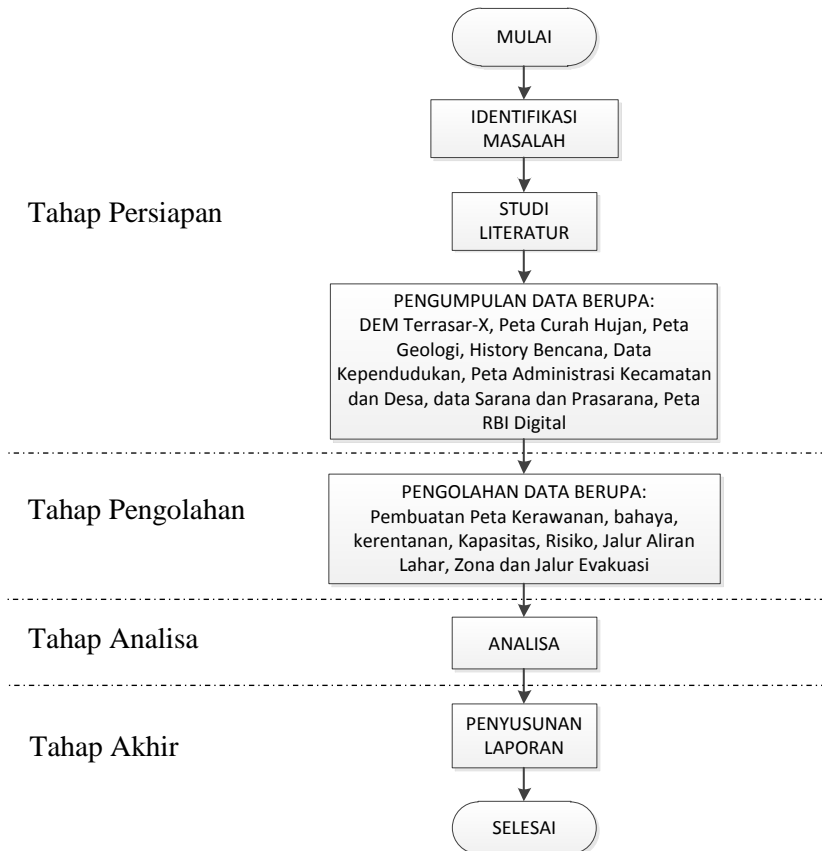 MULAI
IDENTIFIKASI
MASALAH
Tahap Persiapan
STUDI
LITERATUR
PENGUMPULAN DATA BERUPA:
DEM Terrasar-X, Peta Curah Hujan, Peta
Geologi, History Bencana, Data
Kependudukan, Peta Administrasi Kecamatan
dan Desa, data Sarana dan Prasarana, Peta
RBI Digital
Tahap Pengolahan
PENGOLAHAN DATA BERUPA:
Pembuatan Peta Kerawanan, bahaya,
kerentanan, Kapasitas, Risiko, Jalur Aliran
Lahar, Zona dan Jalur Evakuasi
Tahap Analisa
ANALISA
Tahap Akhir
PENYUSUNAN
LAPORAN
SELESAI